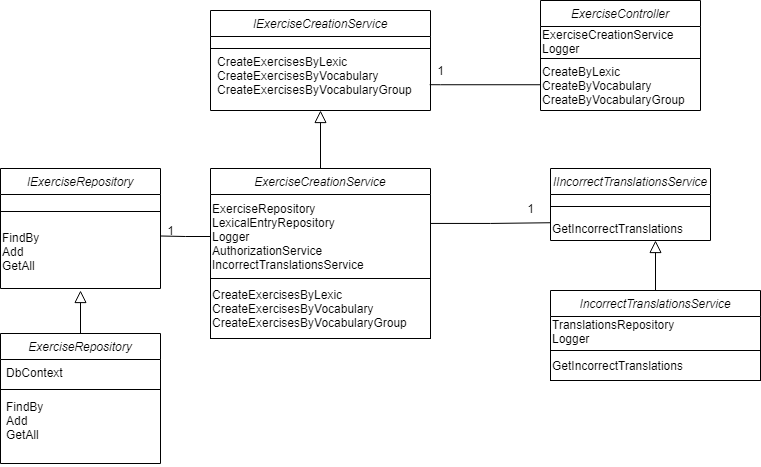 IExerciseCreationService
CreateExercisesByLexic
CreateExercisesByVocabulary
CreateExercisesByVocabularyGroup
1
ExerciseController
ExerciseCreationService
Logger
CreateByLexic
CreateByVocabulary
CreateByVocabularyGroup
IExerciseRepository
FindBy
Add
GetAll
1
ExerciseCreationService
ExerciseRepository
LexicalEntryRepository
Logger
AuthorizationService
IncorrectTranslationsService
CreateExercisesByLexic
CreateExercisesByVocabulary
CreateExercisesByVocabularyGroup
1
IIncorrectTranslationsService
GetIncorrectTranslations
IncorrectTranslationsService
TranslationsRepository
Logger
GetIncorrectTranslations
ExerciseRepository
DbContext
FindBy
Add
GetAll